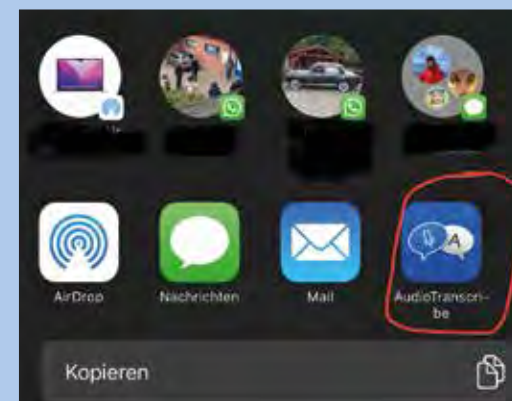 AirDrop
Nachrichten
Mail
AudioTranscri-
be
A
Kopieren